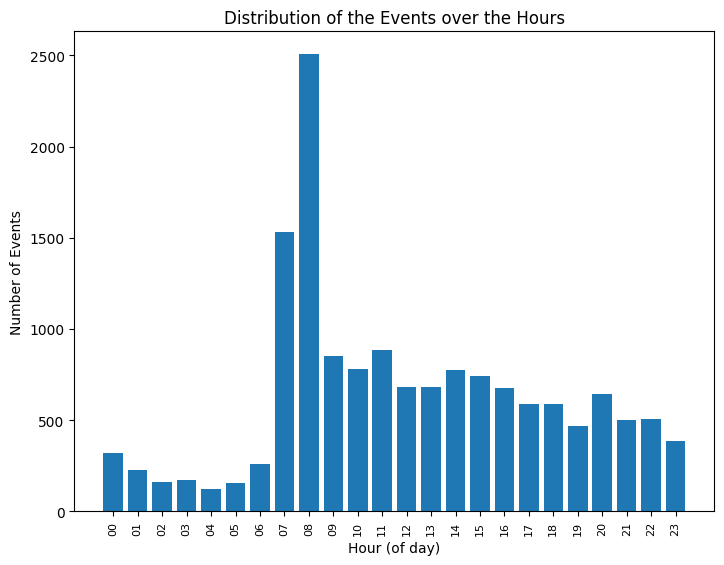 Distribution of the Events over the Hours
2500
2000
1500
1000
500
0
Number of Events
00 01 02 03 04 05 06 07 08 09 10 11 12 13 14 15 16 17 18 19 20 21 22 23
Hour (of day)